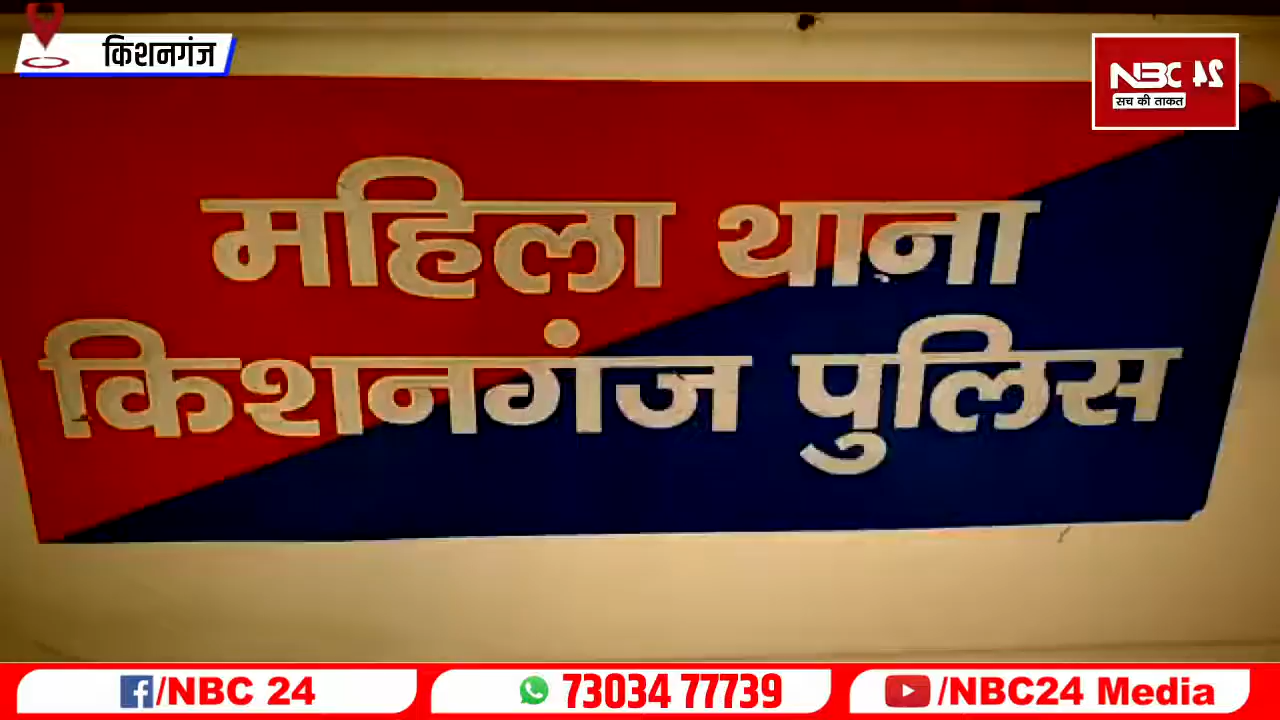 किशनगंज
NBC 24
सच की ताकत
महिला थाना
किशनगंज पुलिस
/NBC 24
73034 77739
/NBC24 Media